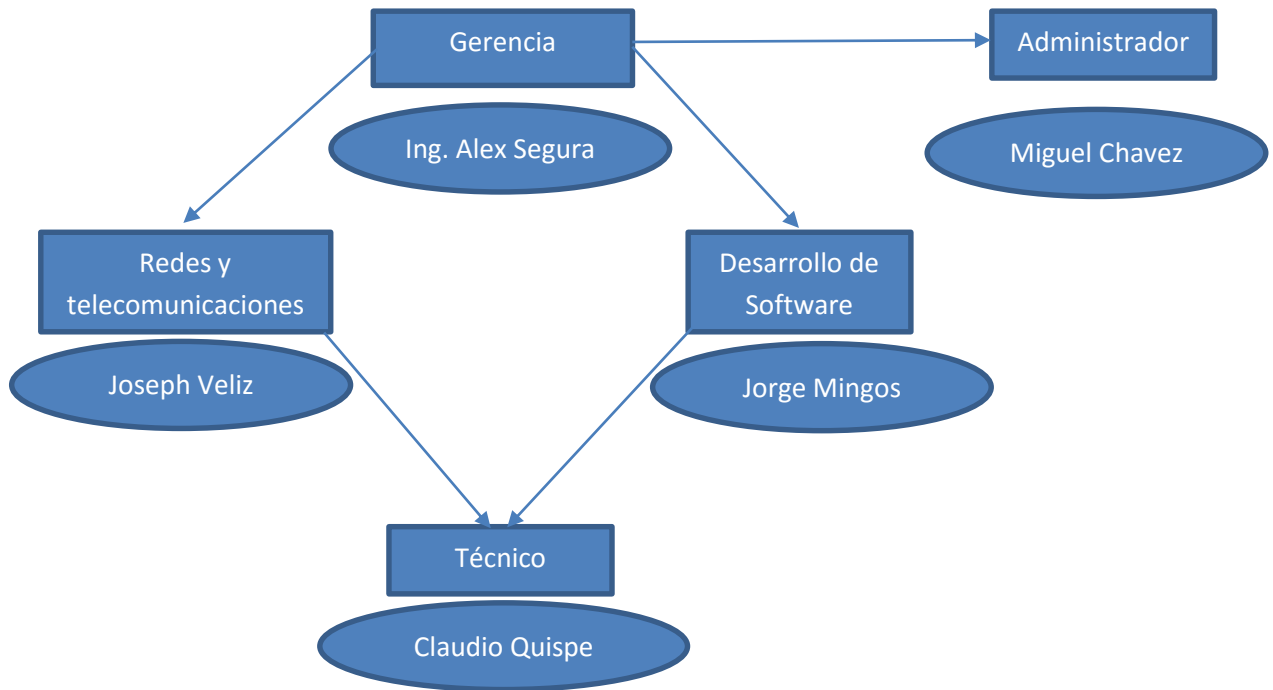 Gerencia
Administrador
Ing. Alex Segura
Miguel Chavez
Redes y
telecomunicaciones
Desarrollo de
Software
Joseph Veliz
Jorge Mingos
Técnico
Claudio Quispe